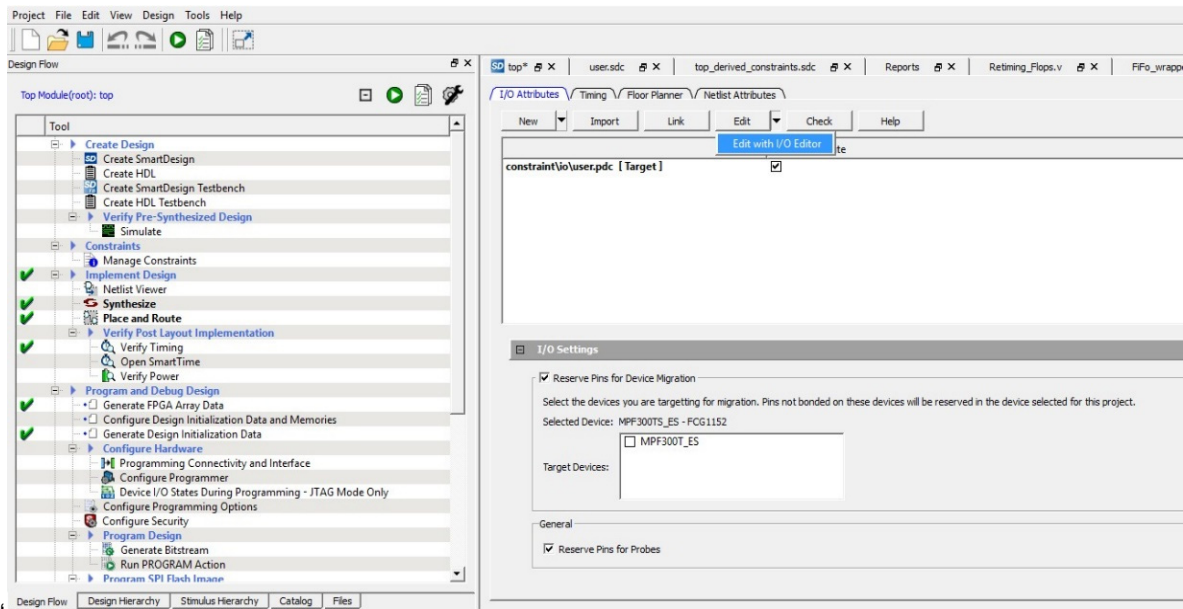 Project File Edit View Design Tools Help
Design Flow
Top Module(root): top
Tool
Create Design
Create SmartDesign
Create HDL
Create SmartDesign Testbench
Create HDL Testbench
Verify Pre-Synthesized Design
Simulate
Constraints
Manage Constraints
Implement Design
Netlist Viewer
Synthesize
Place and Route
Verify Post Layout Implementation
Verify Timing
Open SmartTime
Verify Power
Program and Debug Design
Generate FPGA Array Data
Configure Design Initialization Data and Memories
Generate Design Initialization Data
Configure Hardware
Programming Connectivity and Interface
Configure Programmer
Device I/O States During Programming - JTAG Mode Only
Configure Programming Options
Configure Security
Program Design
Generate Bitstream
Run PROGRAM Action
Program SPI Flash Image
Design Flow Design Hierarchy Stimulus Hierarchy Catalog Files
SD top* user.sdc top_derived_constraints.sdc Reports Retiming_Flops.v FiFo_wrappe
I/O Attributes Timing Floor Planner Netlist Attributes
New Import Link Edit Check Help
Edit with I/O Editor
constraint\io\user.pdc [ Target ]
I/O Settings
Reserve Pins for Device Migration
Select the devices you are targetting for migration. Pins not bonded on these devices will be reserved in the device selected for this project.
Selected Device: MPF300TS_ES - FCG1152
MPF300T_ES
Target Devices:
General
Reserve Pins for Probes